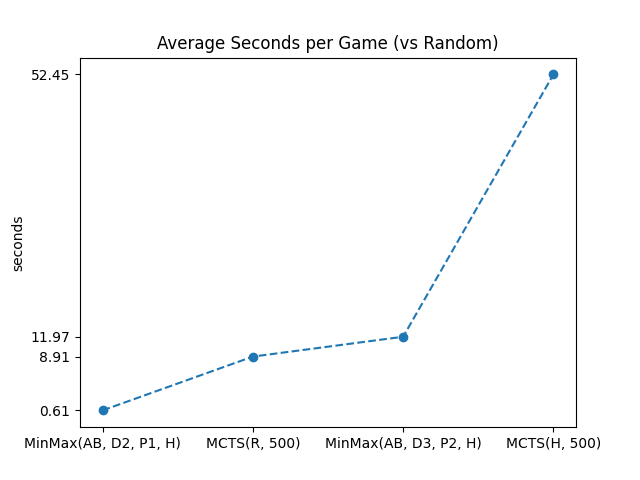 Average Seconds per Game (vs Random)
52.45
seconds
11.97
8.91
0.61
MinMax(AB, D2, P1, H) MCTS(R, 500) MinMax(AB, D3, P2, H) MCTS(H, 500)